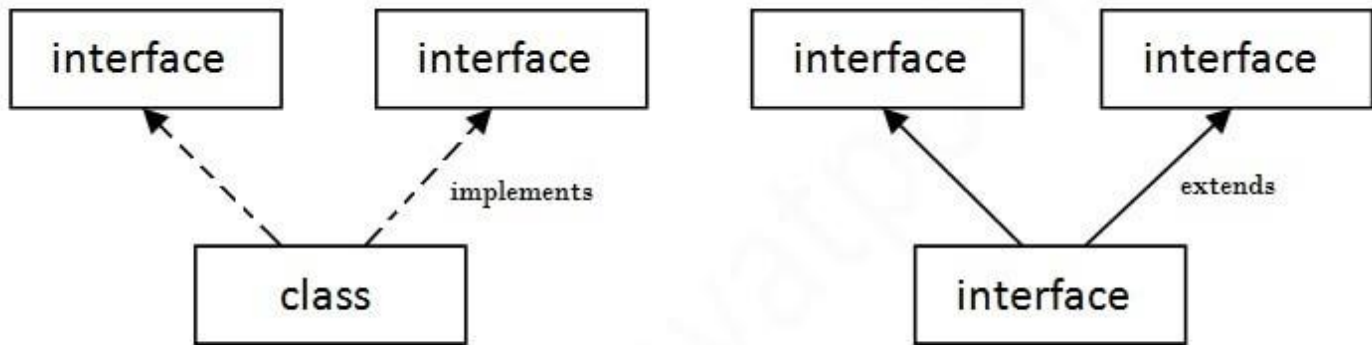 interface
interface
interface
interface
implements
extends
class
interface